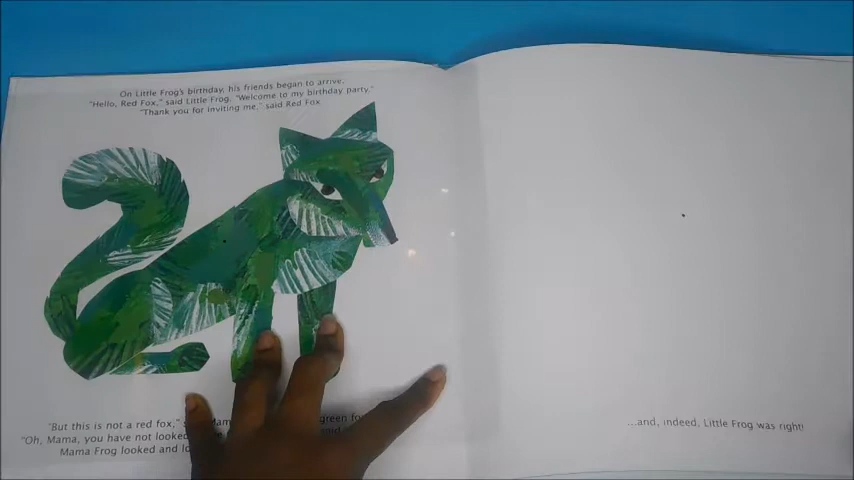 On Little Frog's birthday, his friends began to arrive.
"Hello, Red Fox," said Little Frog. "Welcome to my birthday party."
"Thank you for inviting me," said Red Fox
"But this is not a red fox," green
"Oh, Mama, you have not looked
Mama Frog looked and
...and, indeed, Little Frog was right!